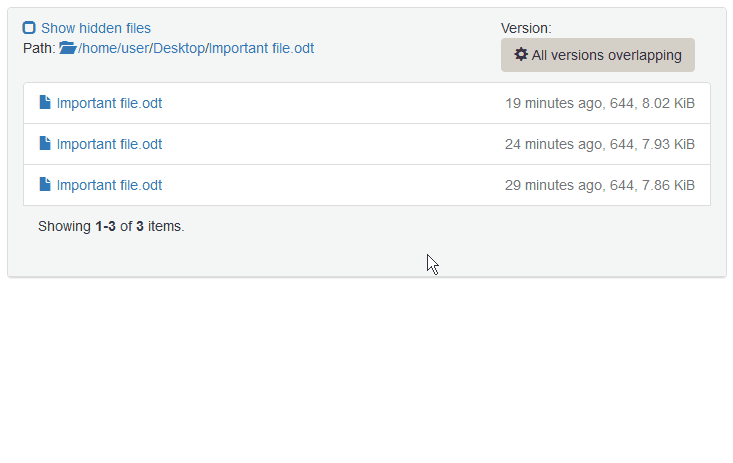 Show hidden files
Path: /home/user/Desktop/Important file.odt
Version:
All versions overlapping
Important file.odt 19 minutes ago, 644, 8.02 KiB
Important file.odt 24 minutes ago, 644, 7.93 KiB
Important file.odt 29 minutes ago, 644, 7.86 KiB
Showing 1-3 of 3 items.